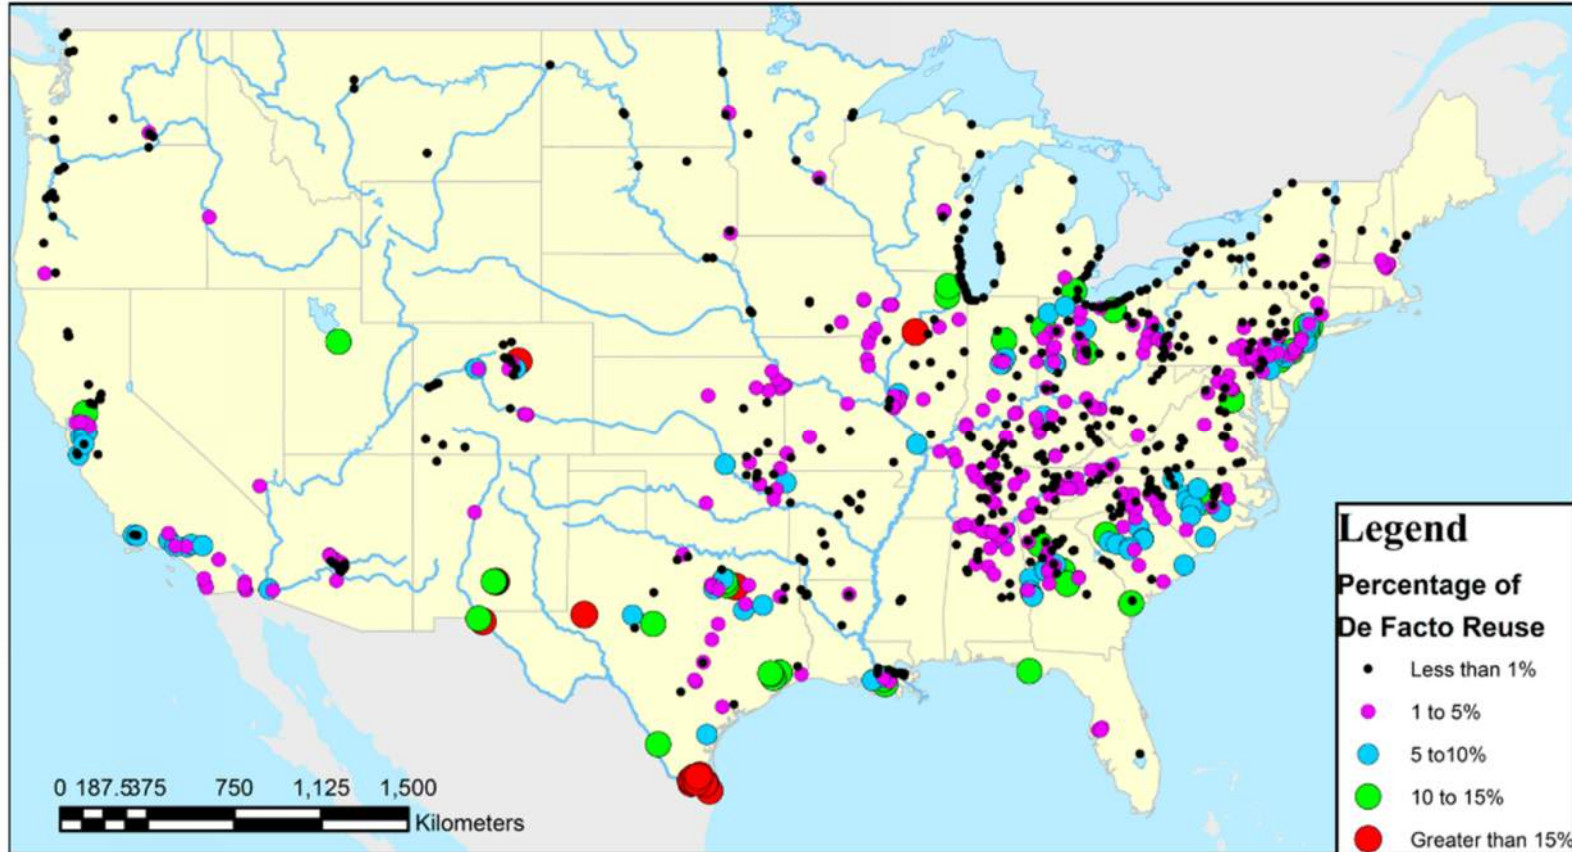 Legend
Percentage of
De Facto Reuse
Less than 1%
1 to 5%
5 to10%
10 to 15%
Greater than 15%
0 187.5375 750 1,125 1,500
Kilometers